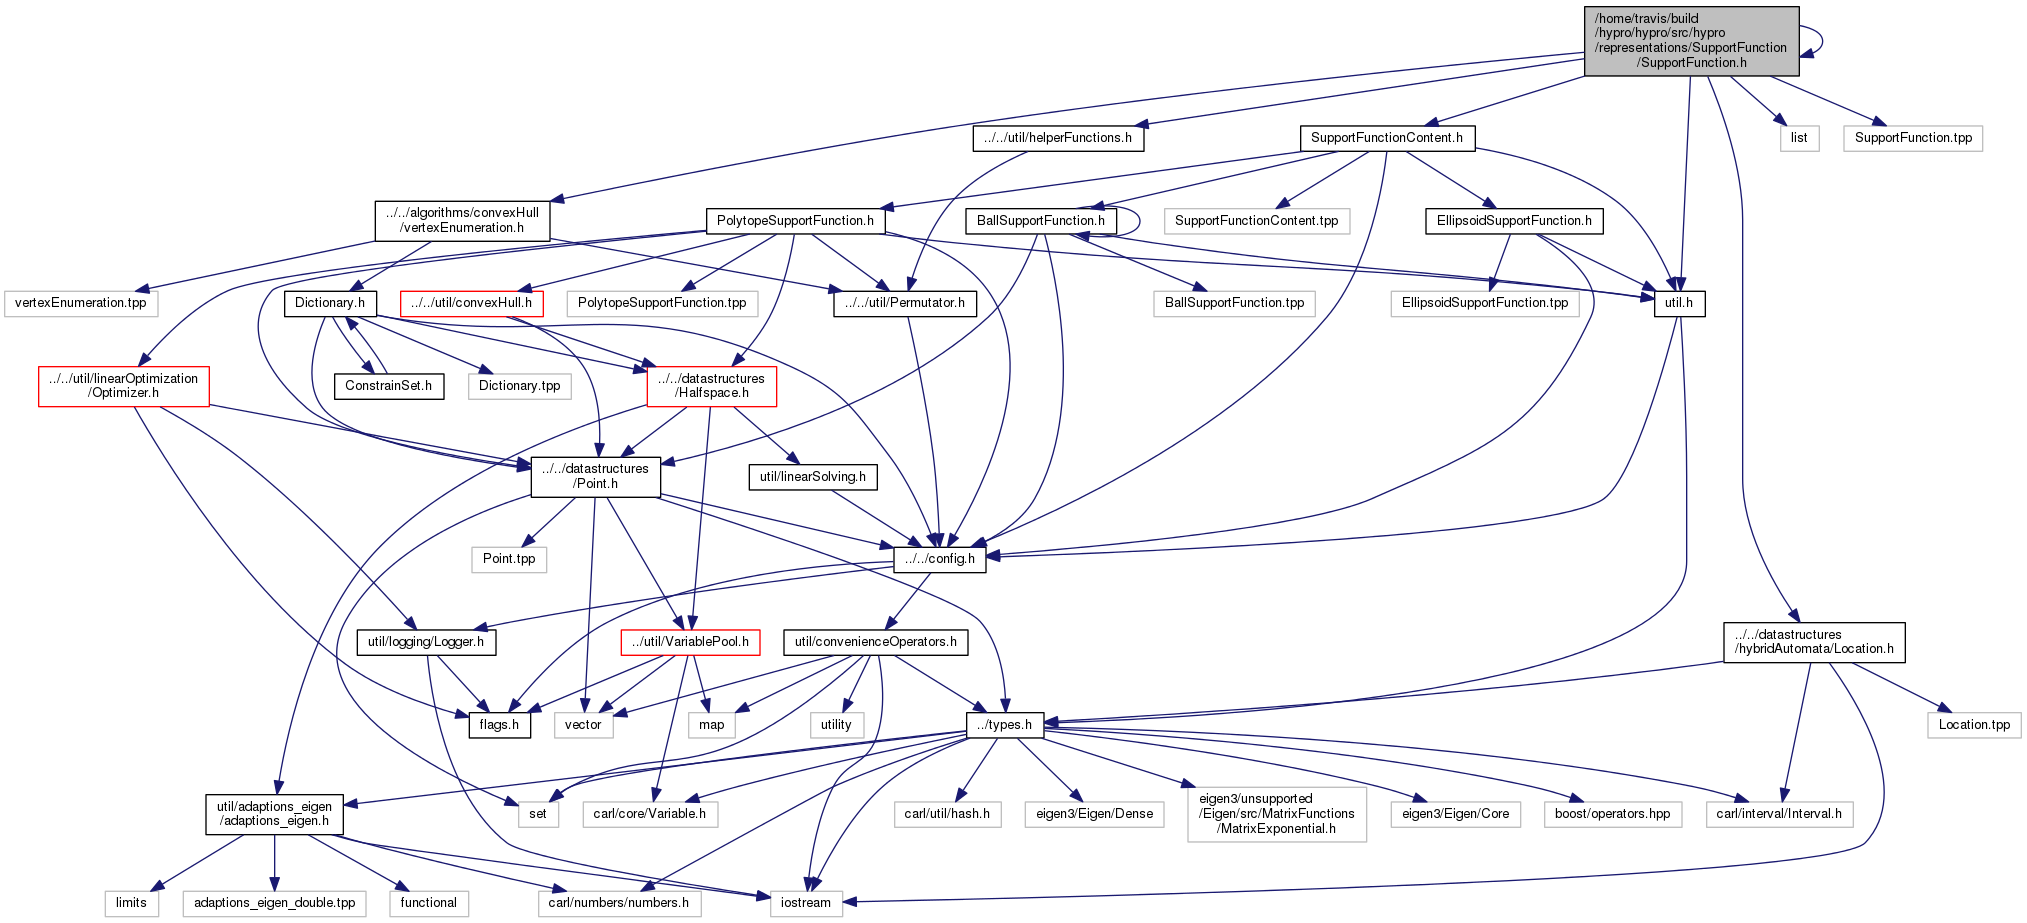 /home/travis/build
/hypro/hypro/src/hypro
/representations/SupportFunction
/SupportFunction.h
../../util/helperFunctions.h
SupportFunctionContent.h
list
SupportFunction.tpp
../../algorithms/convexHull
/vertexEnumeration.h
PolytopeSupportFunction.h
BallSupportFunction.h
SupportFunctionContent.tpp
EllipsoidSupportFunction.h
vertexEnumeration.tpp
Dictionary.h
../../util/convexHull.h
PolytopeSupportFunction.tpp
../../util/Permutator.h
BallSupportFunction.tpp
EllipsoidSupportFunction.tpp
util.h
../../util/linearOptimization
/Optimizer.h
ConstrainSet.h
Dictionary.tpp
../../datastructures
/Halfspace.h
../../datastructures
/Point.h
util/linearSolving.h
Point.tpp
../../config.h
util/logging/Logger.h
../util/VariablePool.h
util/convenienceOperators.h
../../datastructures
/hybridAutomata/Location.h
flags.h
vector
map
utility
../types.h
Location.tpp
util/adaptions_eigen
/adaptions_eigen.h
set
carl/core/Variable.h
carl/util/hash.h
eigen3/Eigen/Dense
eigen3/unsupported
/Eigen/src/MatrixFunctions
/MatrixExponential.h
eigen3/Eigen/Core
boost/operators.hpp
carl/interval/Interval.h
limits
adaptions_eigen_double.tpp
functional
carl/numbers/numbers.h
iostream